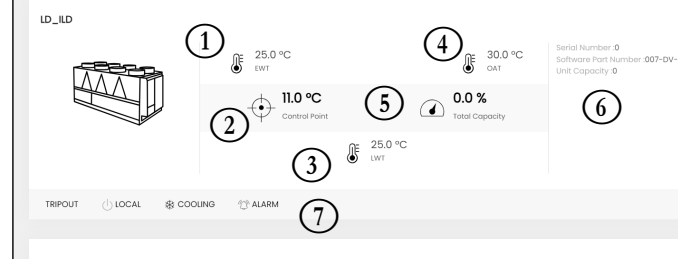 LD_ILD
1
25.0 °C
EWT
4
30.0 °C
OAT
Serial Number :0
Software Part Number :007-DV-
Unit Capacity :0
6
2
11.0 °C
Control Point
5
0.0 %
Total Capacity
3
25.0 °C
LWT
TRIPOUT LOCAL COOLING ALARM
7